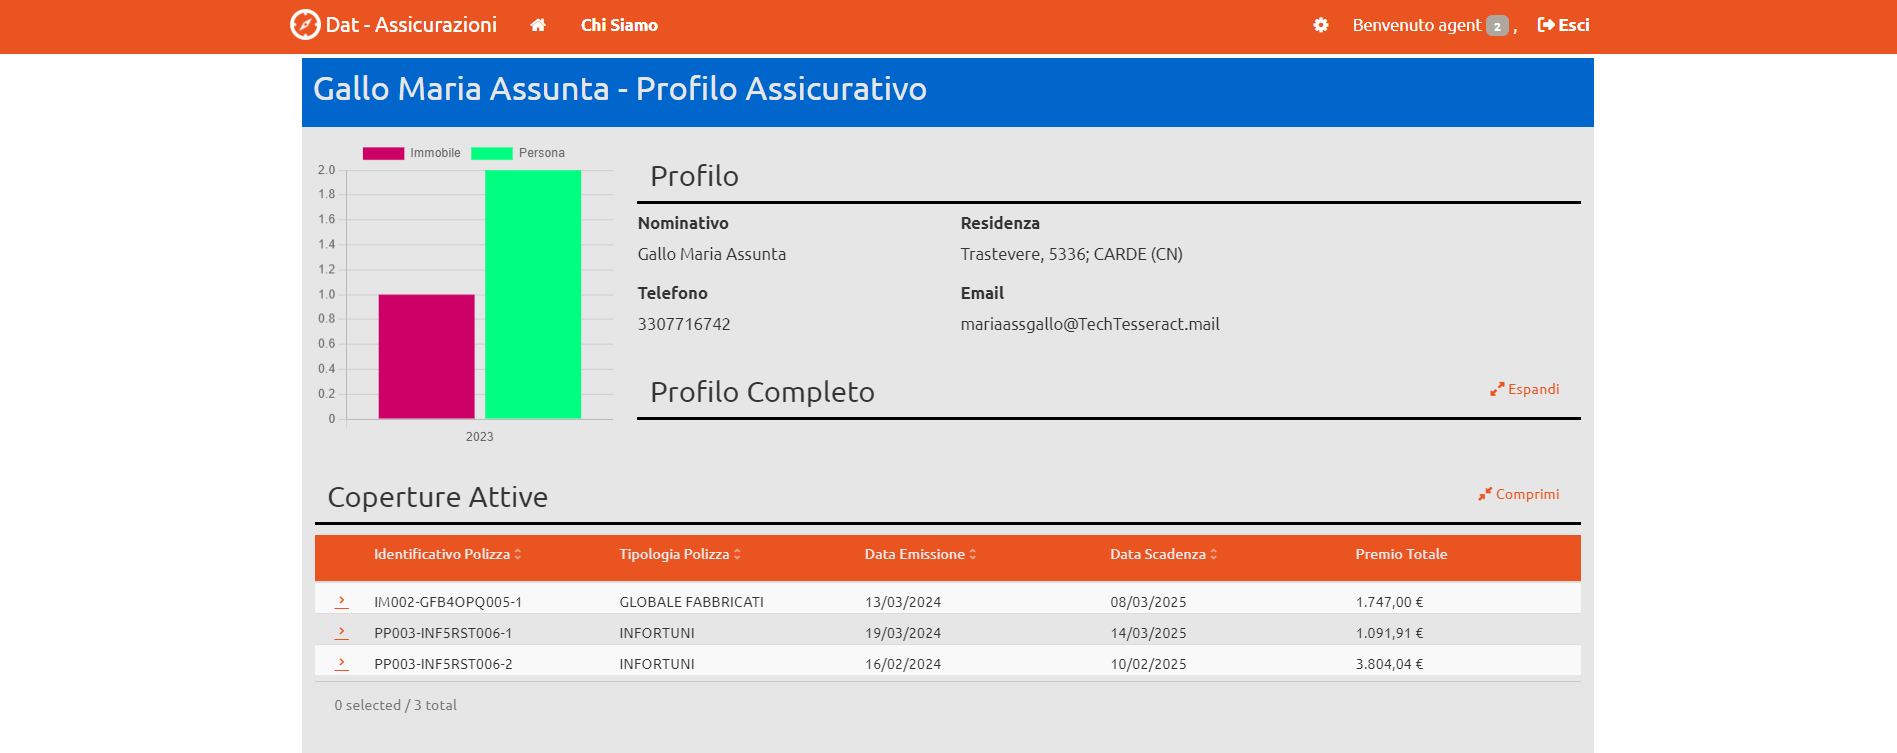 Dat - Assicurazioni Chi Siamo Benvenuto agent 2 , Esci
Gallo Maria Assunta - Profilo Assicurativo
Immobile Persona
2.0
1.8
1.6
1.4
1.2
1.0
0.8
0.6
0.4
0.2
0
2023
Profilo
Nominativo Residenza
Gallo Maria Assunta Trastevere, 5336; CARDE (CN)
Telefono Email
3307716742 mariaassgallo@TechTesseract.mail
Profilo Completo Espandi
Coperture Attive Comprimi
Identificativo Polizza Tipologia Polizza Data Emissione Data Scadenza Premio Totale
IM002-GFB4OPQ005-1 GLOBALE FABBRICATI 13/03/2024 08/03/2025 1.747,00 €
PP003-INF5RST006-1 INFORTUNI 19/03/2024 14/03/2025 1.091,91 €
PP003-INF5RST006-2 INFORTUNI 16/02/2024 10/02/2025 3.804,04 €
0 selected / 3 total